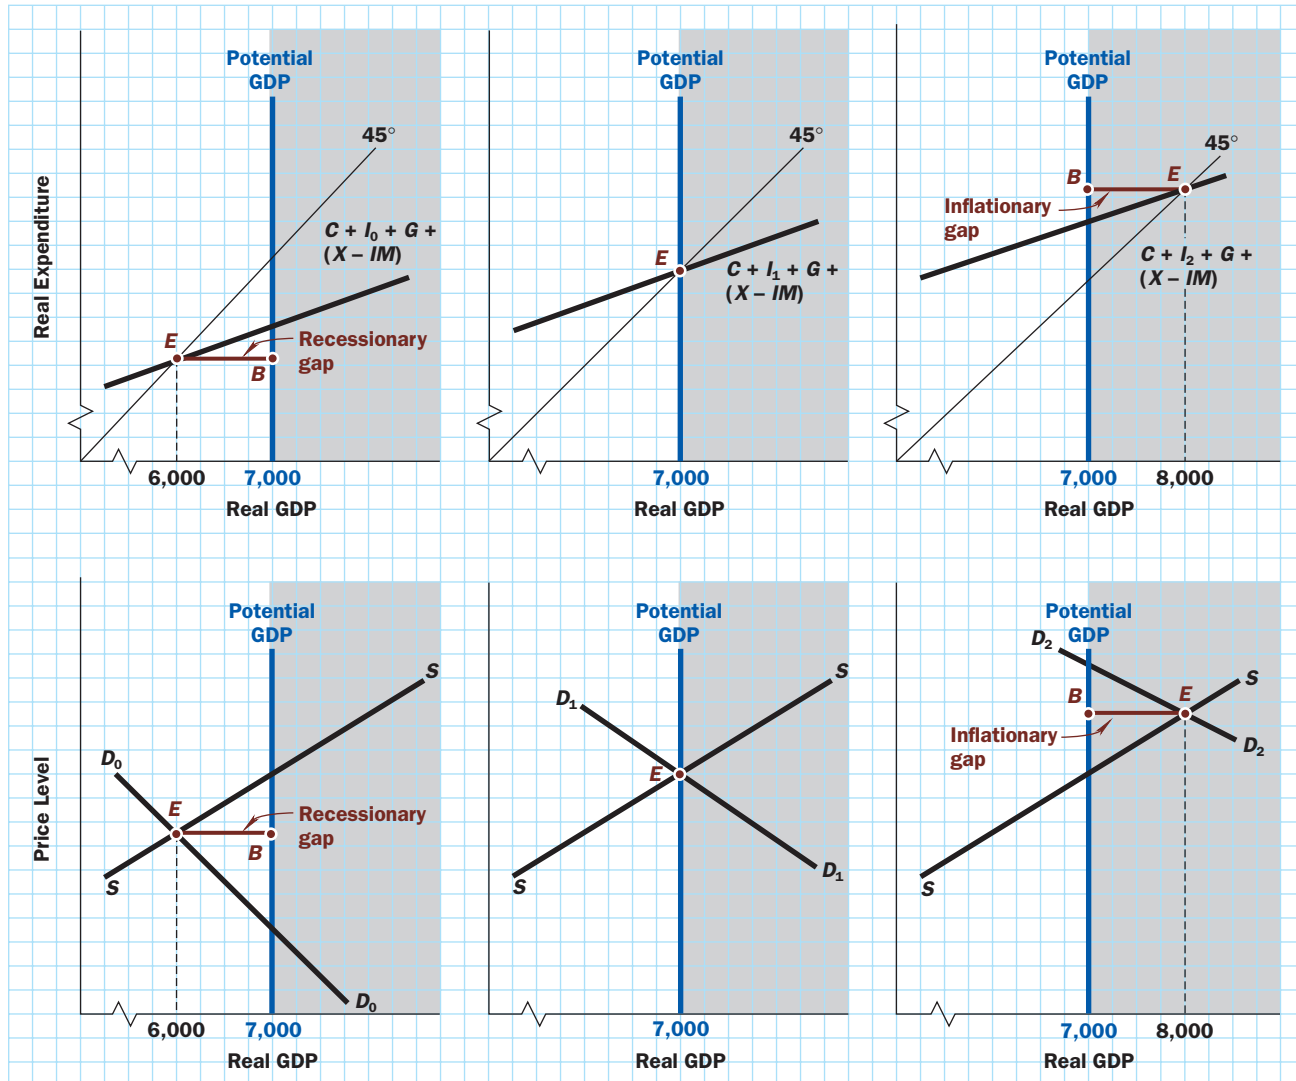 Real Expenditure
Potential
GDP
45°
C + I₀ + G +
(X – IM)
E
Recessionary
gap
B
6,000
7,000
Real GDP
Potential
GDP
45°
E
C + I₁ + G +
(X – IM)
7,000
Real GDP
Potential
GDP
45°
B
E
Inflationary
gap
C + I₂ + G +
(X – IM)
7,000
8,000
Real GDP
Price Level
Potential
GDP
S
D₀
E
Recessionary
gap
B
S
D₀
6,000
7,000
Real GDP
Potential
GDP
S
D₁
E
D₁
S
7,000
Real GDP
Potential
GDP
D₂
S
B
E
Inflationary
gap
D₂
S
7,000
8,000
Real GDP